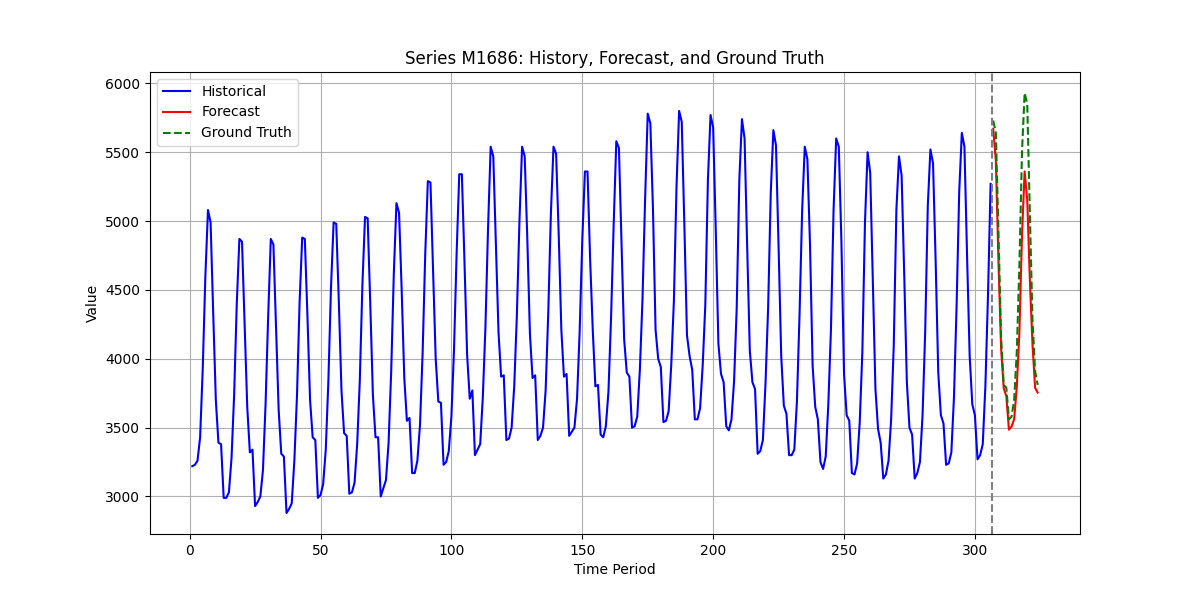 Series M1686: History, Forecast, and Ground Truth
Historical
Forecast
Ground Truth
6000
5500
5000
4500
4000
3500
3000
Value
0 50 100 150 200 250 300
Time Period